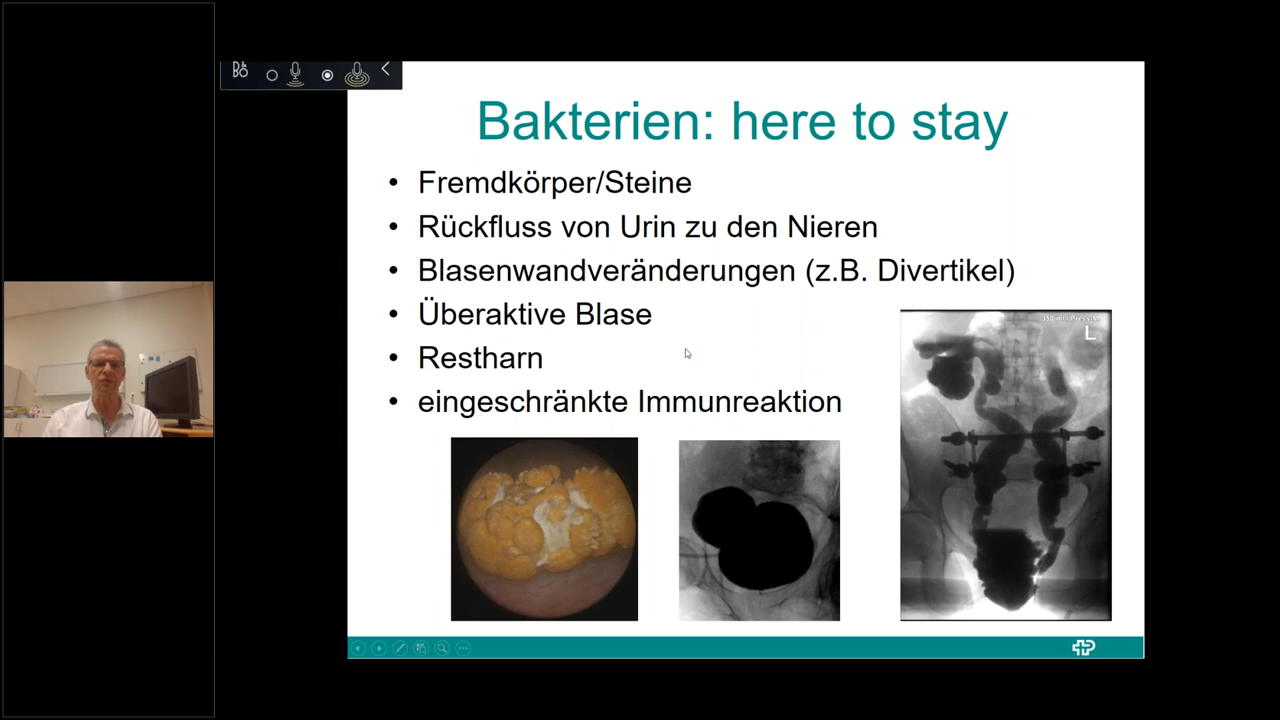 Bakterien: here to stay
• Fremdkörper/Steine
• Rückfluss von Urin zu den Nieren
• Blasenwandveränderungen (z.B. Divertikel)
• Überaktive Blase
• Restharn
• eingeschränkte Immunreaktion
L